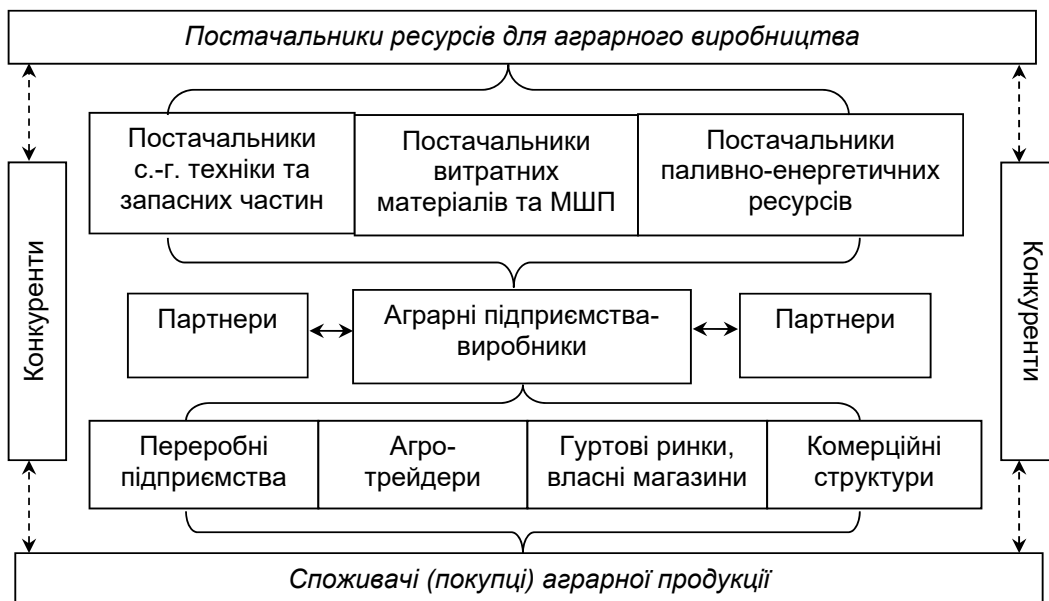 Постачальники ресурсів для аграрного виробництва
Постачальники
с.-г. техніки та
запасних частин
Постачальники
витратних
матеріалів та МШП
Постачальники
паливно-енергетичних
ресурсів
Конкуренти
Партнери
Аграрні підприємства-
виробники
Партнери
Конкуренти
Переробні
підприємства
Агро-
трейдери
Гуртові ринки,
власні магазини
Комерційні
структури
Споживачі (покупці) аграрної продукції